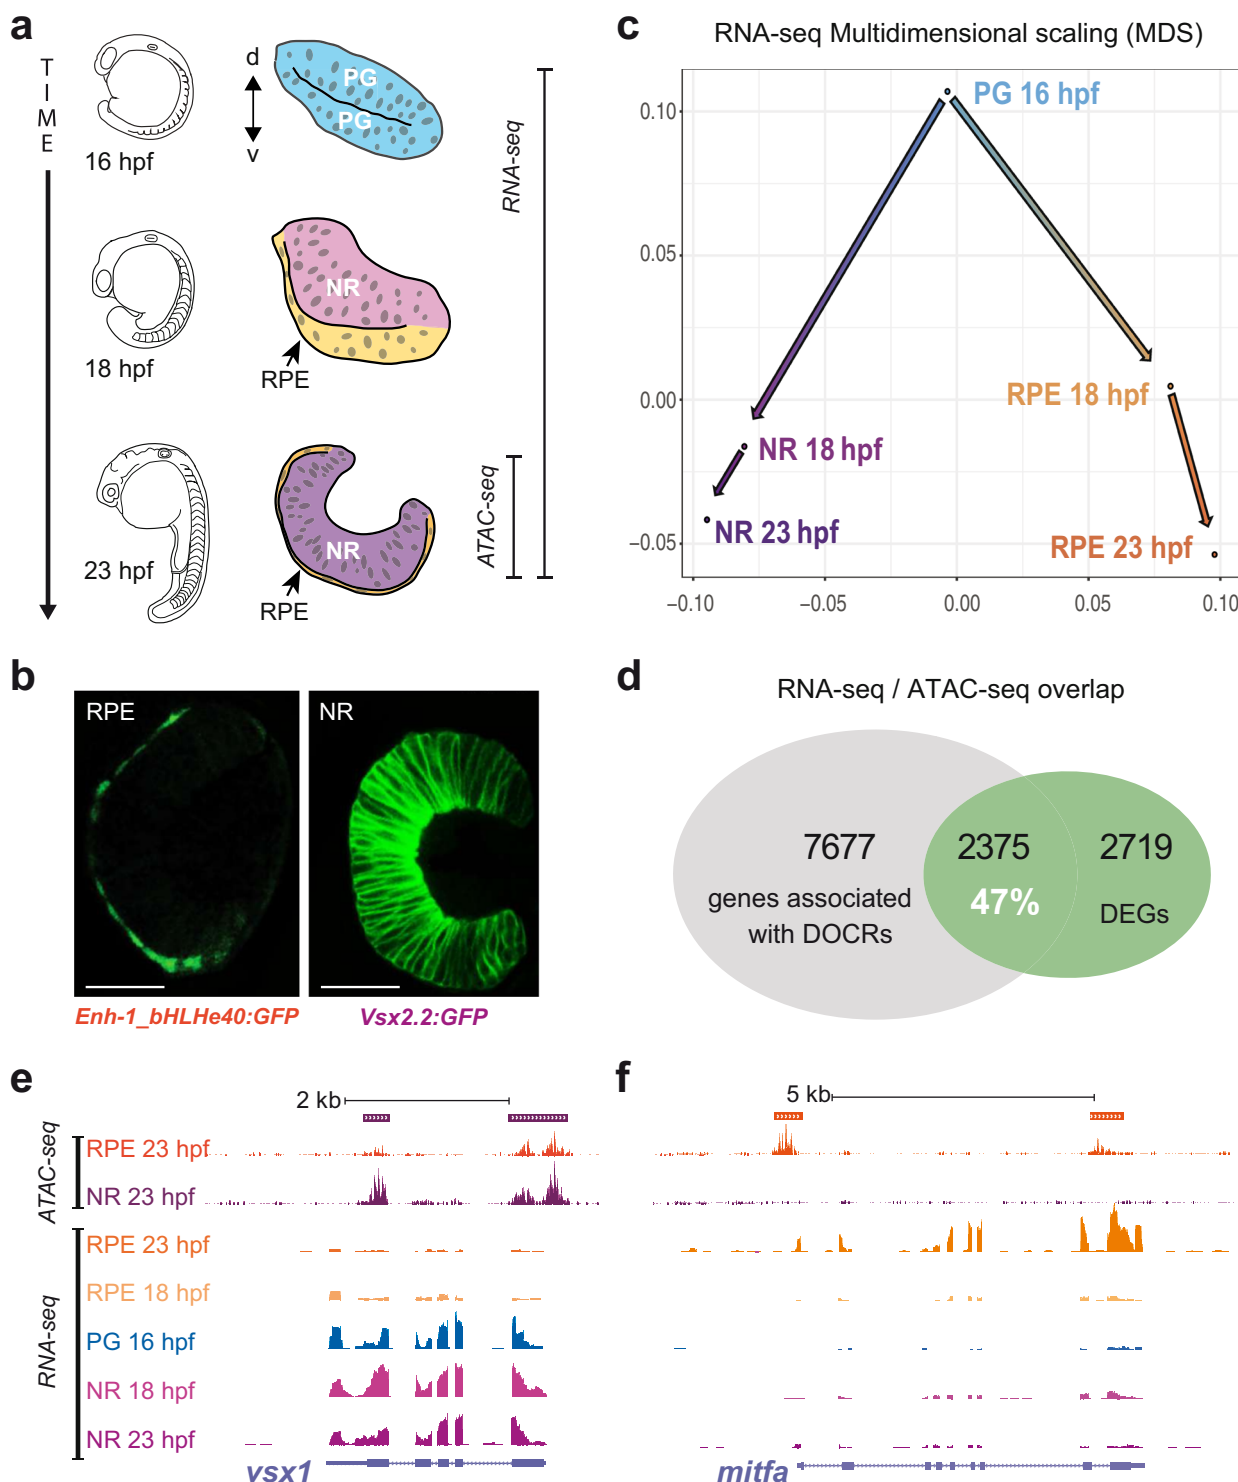 a
TIME
16 hpf
d
v
PG
PG
RNA-seq
18 hpf
NR
RPE
23 hpf
NR
RPE
ATAC-seq
b
RPE
NR
Enh-1_bHLHe40:GFP
Vsx2.2:GFP
c
RNA-seq Multidimensional scaling (MDS)
0.10
0.05
0.00
−0.05
−0.10
−0.05
0.00
0.05
0.10
PG 16 hpf
RPE 18 hpf
NR 18 hpf
NR 23 hpf
RPE 23 hpf
d
RNA-seq / ATAC-seq overlap
7677
genes associated
with DOCRs
2375
47%
2719
DEGs
e
2 kb
ATAC-seq
RPE 23 hpf
NR 23 hpf
RNA-seq
RPE 23 hpf
RPE 18 hpf
PG 16 hpf
NR 18 hpf
NR 23 hpf
vsx1
f
5 kb
mitfa